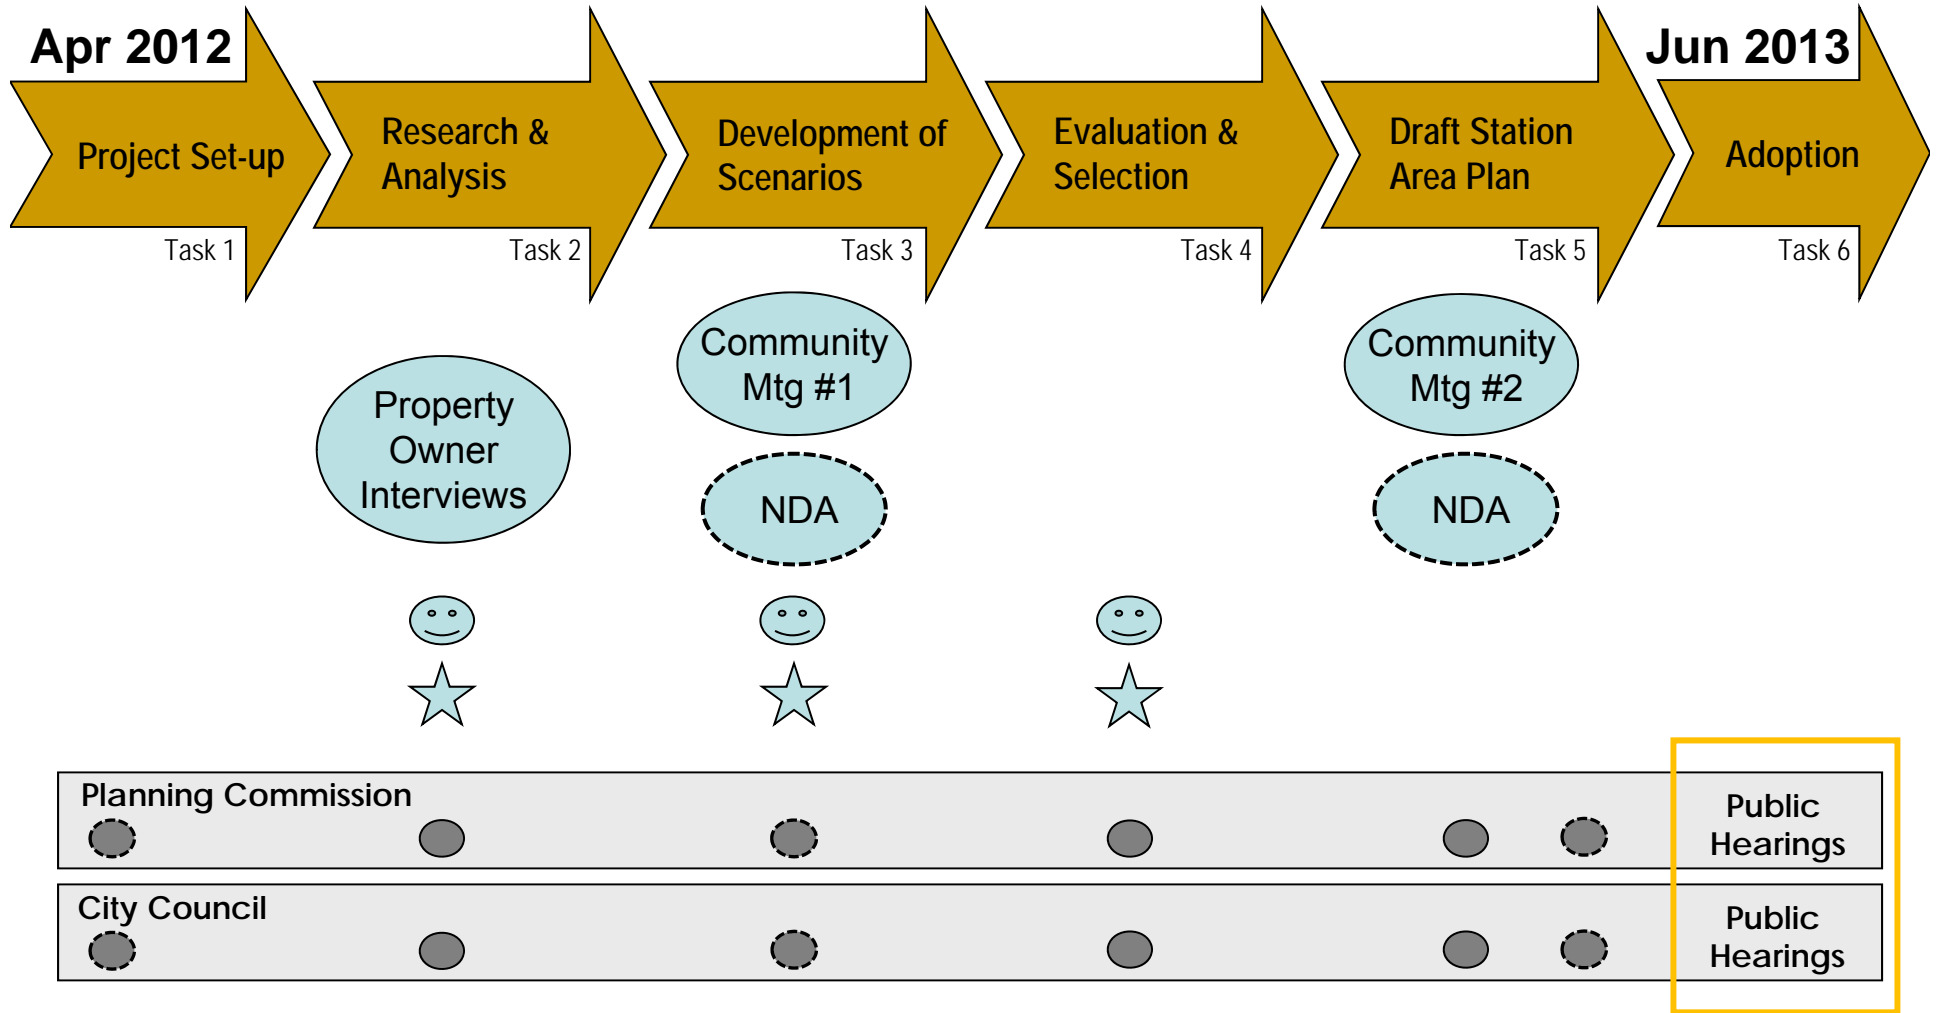 Apr 2012
Jun 2013
Project Set-up
Research &
Analysis
Development of
Scenarios
Evaluation &
Selection
Draft Station
Area Plan
Adoption
Task 1
Task 2
Task 3
Task 4
Task 5
Task 6
Property
Owner
Interviews
Community
Mtg #1
NDA
Community
Mtg #2
NDA
Planning Commission
Public
Hearings
City Council
Public
Hearings